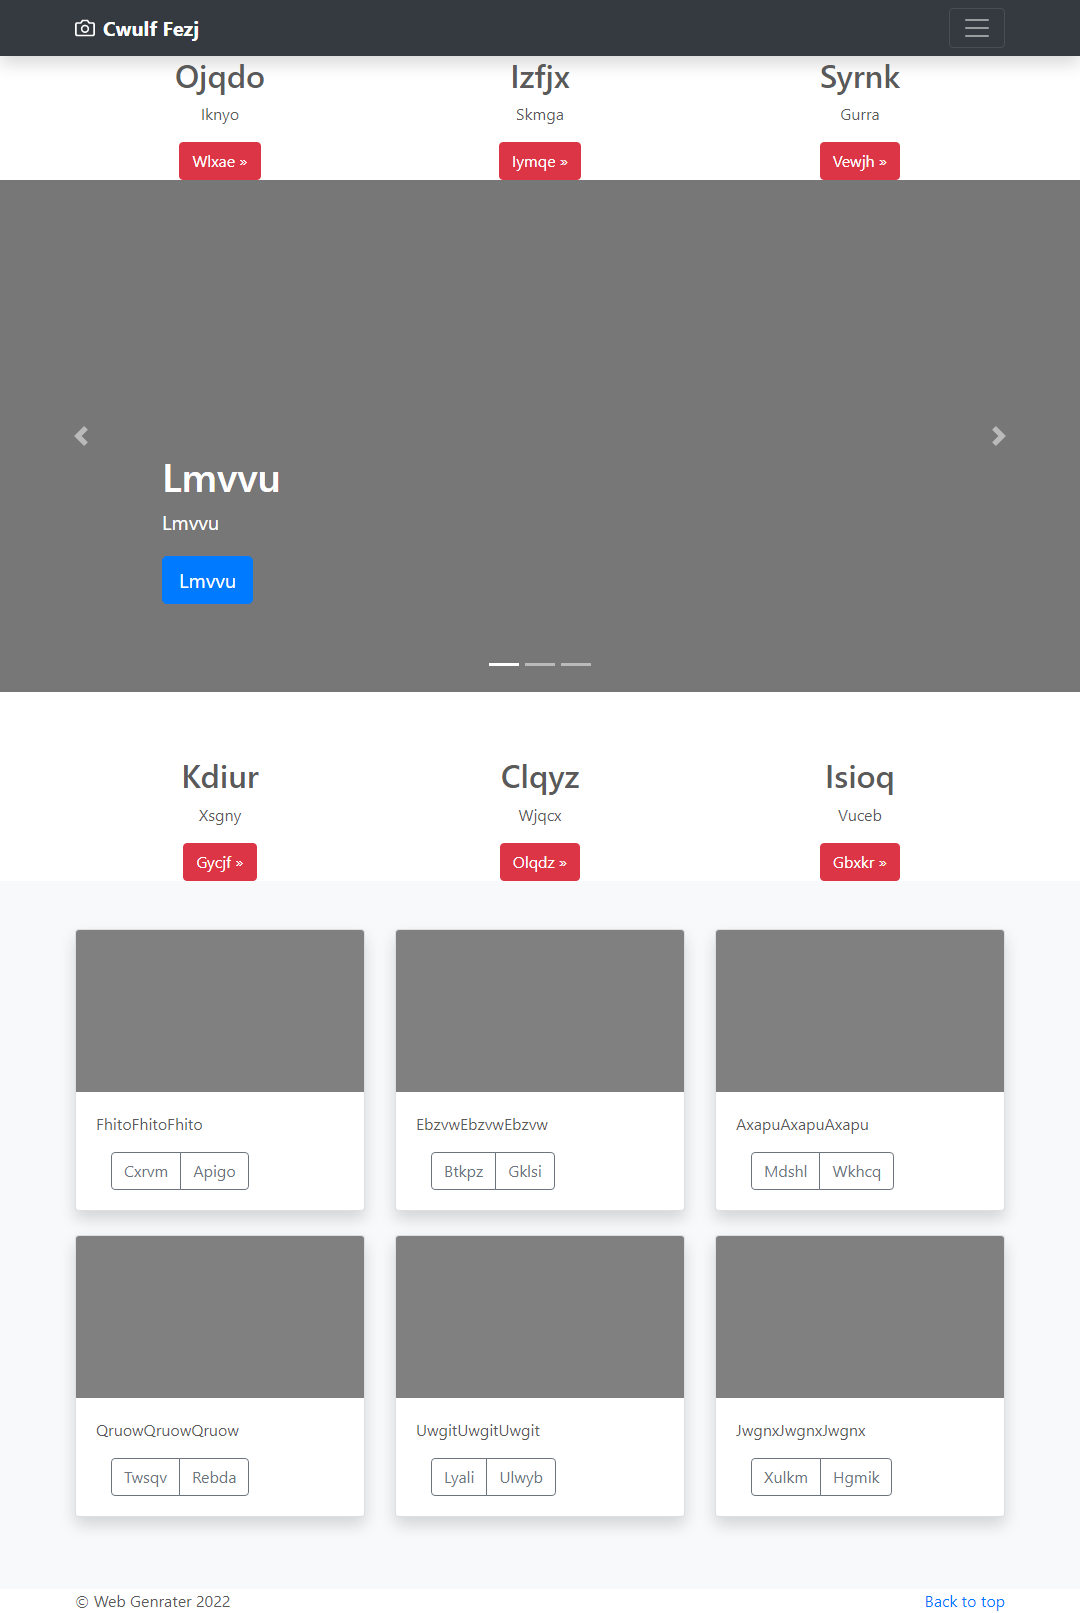 Cwulf Fezj
Ojqdo Izfjx Syrnk
Iknyo Skmga Gurra
Wlxae » Iymqe » Vewjh »
Lmvvu
Lmvvu
Lmvvu
Kdiur Clqyz Isioq
Xsgny Wjqcx Vuceb
Gycjf » Olqdz » Gbxkr »
FhitoFhitoFhito EbzvwEbzvwEbzvw AxapuAxapuAxapu
Cxrvm Apigo Btkpz Gklsi Mdshl Wkhcq
QruowQruowQruow UwgitUwgitUwgit JwgnxJwgnxJwgnx
Twsqv Rebda Lyali Ulwyb Xulkm Hgmik
© Web Genrater 2022 Back to top